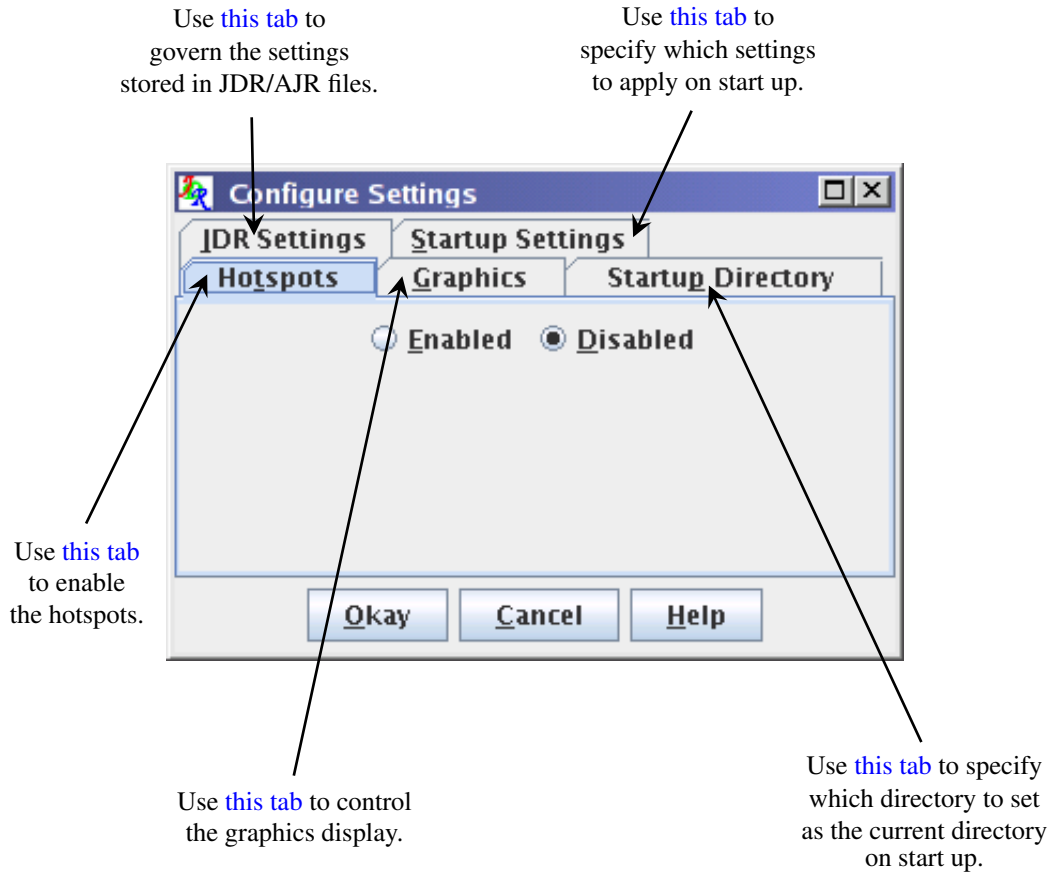 Use this tab to
govern the settings
stored in JDR/AJR files.
Use this tab to
specify which settings
to apply on start up.
Configure Settings
JDR Settings
Startup Settings
Hotspots
Graphics
Startup Directory
Enabled
Disabled
Use this tab
to enable
the hotspots.
Okay
Cancel
Help
Use this tab to control
the graphics display.
Use this tab to specify
which directory to set
as the current directory
on start up.